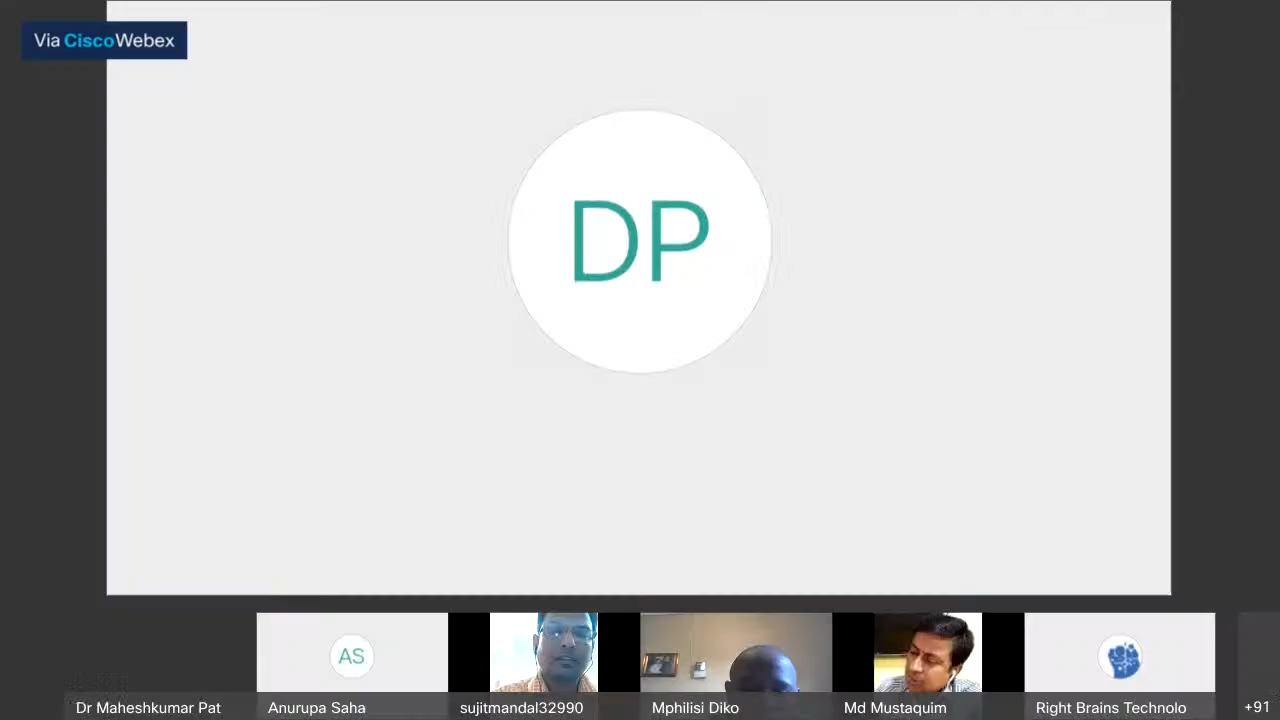 Via CiscoWebex
DP
AS
Dr Maheshkumar Pat
Anurupa Saha
sujitmandal32990
Mphilisi Diko
Md Mustaquim
Right Brains Technolo
+91